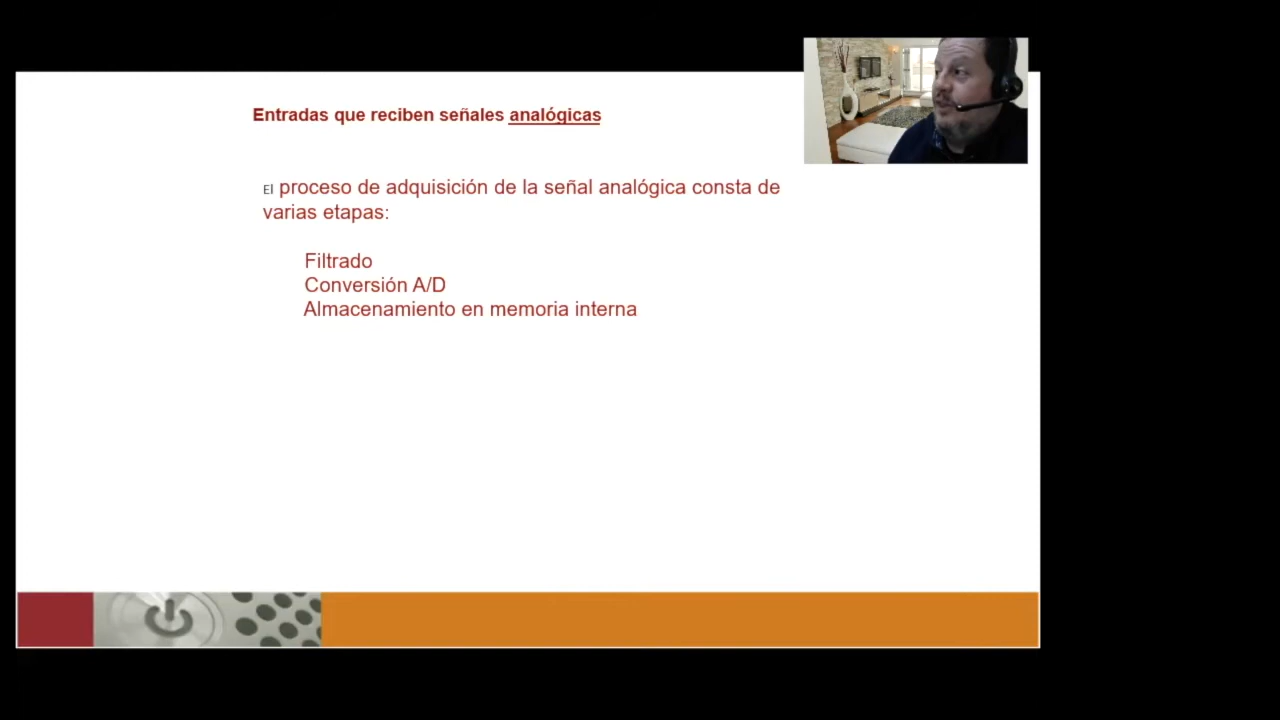 Entradas que reciben señales analógicas
El proceso de adquisición de la señal analógica consta de
varias etapas:
Filtrado
Conversión A/D
Almacenamiento en memoria interna